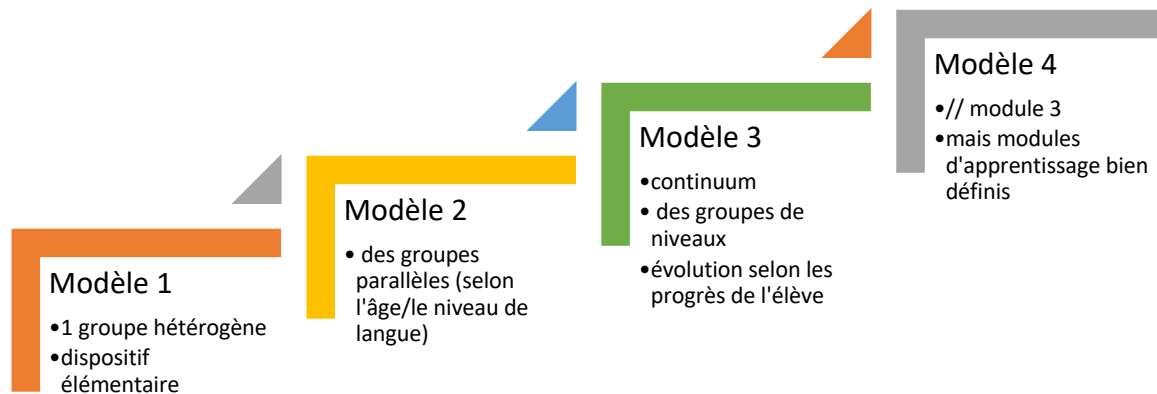 Modèle 1
•1 groupe hétérogène
•dispositif
élémentaire
Modèle 2
• des groupes
parallèles (selon
l'âge/le niveau de
langue)
Modèle 3
•continuum
• des groupes de
niveaux
•évolution selon les
progrès de l'élève
Modèle 4
•// module 3
•mais modules
d'apprentissage bien
définis